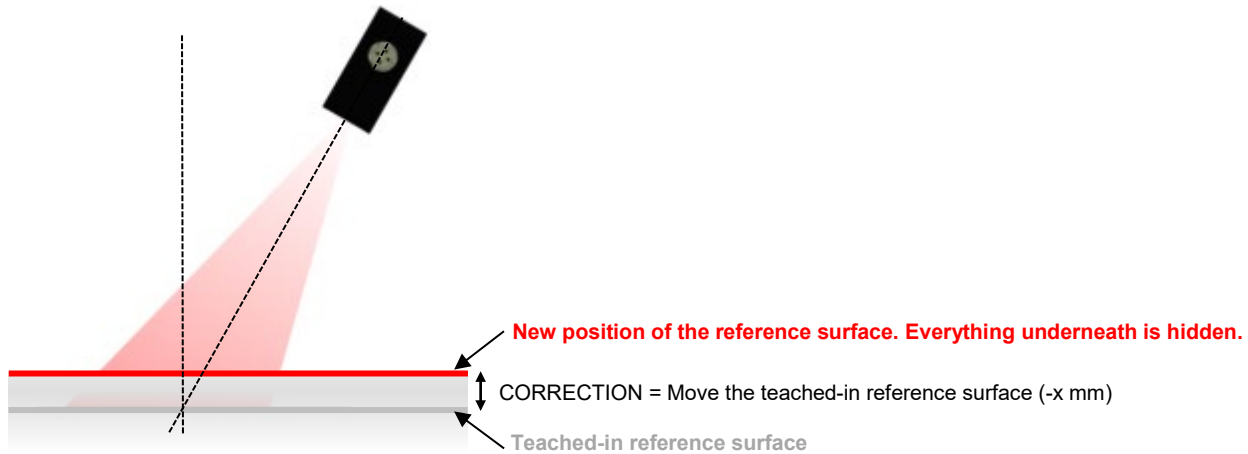 New position of the reference surface. Everything underneath is hidden.
CORRECTION = Move the teached-in reference surface (-x mm)
Teached-in reference surface